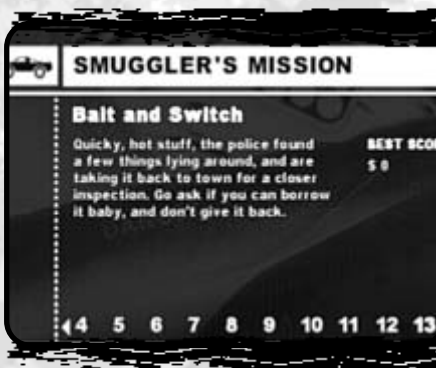 SMUGGLER'S MISSION
Bait and Switch
Quicky, hot stuff, the police found
a few things lying around, and are
taking it back to town for a closer
inspection. Go ask if you can borrow
it baby, and don't give it back.
BEST SCO
$ 0
4 5 6 7 8 9 10 11 12 13